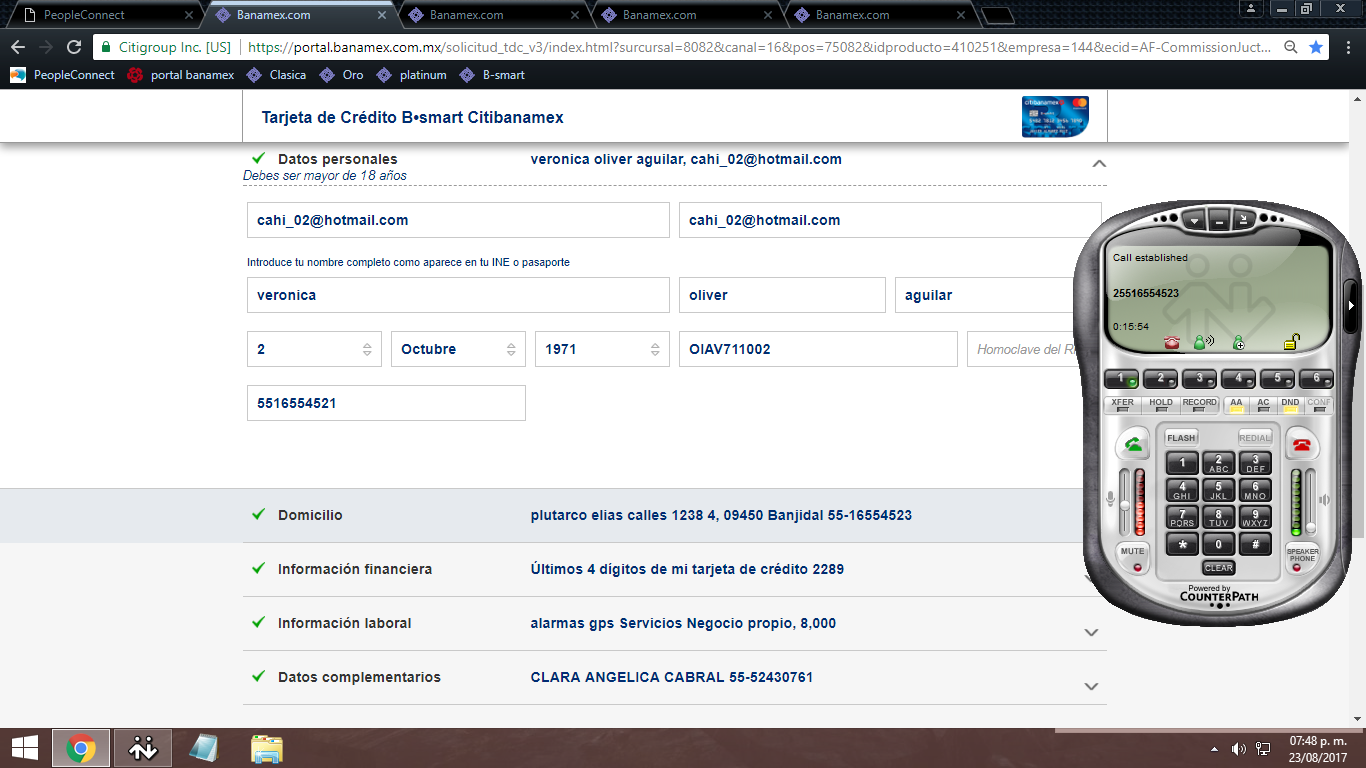 PeopleConnect
Banamex.com
Banamex.com
Banamex.com
Banamex.com
Citigroup Inc. [US] https://portal.banamex.com.mx/solicitud_tdc_v3/index.html?surcursal=8082&canal=16&pos=75082&idproducto=410251&empresa=144&ecid=AF-CommissionJuct...
PeopleConnect portal banamex Clasica Oro platinum B-smart
Tarjeta de Crédito B•smart Citibanamex
citibanamex
Datos personales veronica oliver aguilar, cahi_02@hotmail.com
Debes ser mayor de 18 años
cahi_02@hotmail.com cahi_02@hotmail.com
Introduce tu nombre completo como aparece en tu INE o pasaporte
veronica oliver aguilar
2 Octubre 1971 OIAV711002 Homoclave del R
5516554521
Domicilio plutarco elias calles 1238 4, 09450 Banjidal 55-16554523
Información financiera Últimos 4 dígitos de mi tarjeta de crédito 2289
Información laboral alarmas gps Servicios Negocio propio, 8,000
Datos complementarios CLARA ANGELICA CABRAL 55-52430761
Call established
25516554523
0:15:54
1 2 3 4 5 6
XFER HOLD RECORD AA AC DND CONF
FLASH REDIAL
1 2 ABC 3 DEF
4 GHI 5 JKL 6 MNO
7 PQRS 8 TUV 9 WXYZ
* 0 #
MUTE CLEAR SPEAKER PHONE
Powered by
COUNTERPATH
07:48 p. m.
23/08/2017